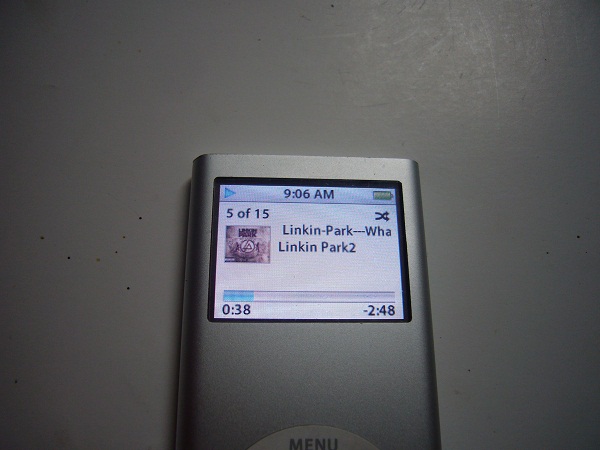 9:06 AM
5 of 15
Linkin-Park---Wha
Linkin Park2
0:38 -2:48
MENU